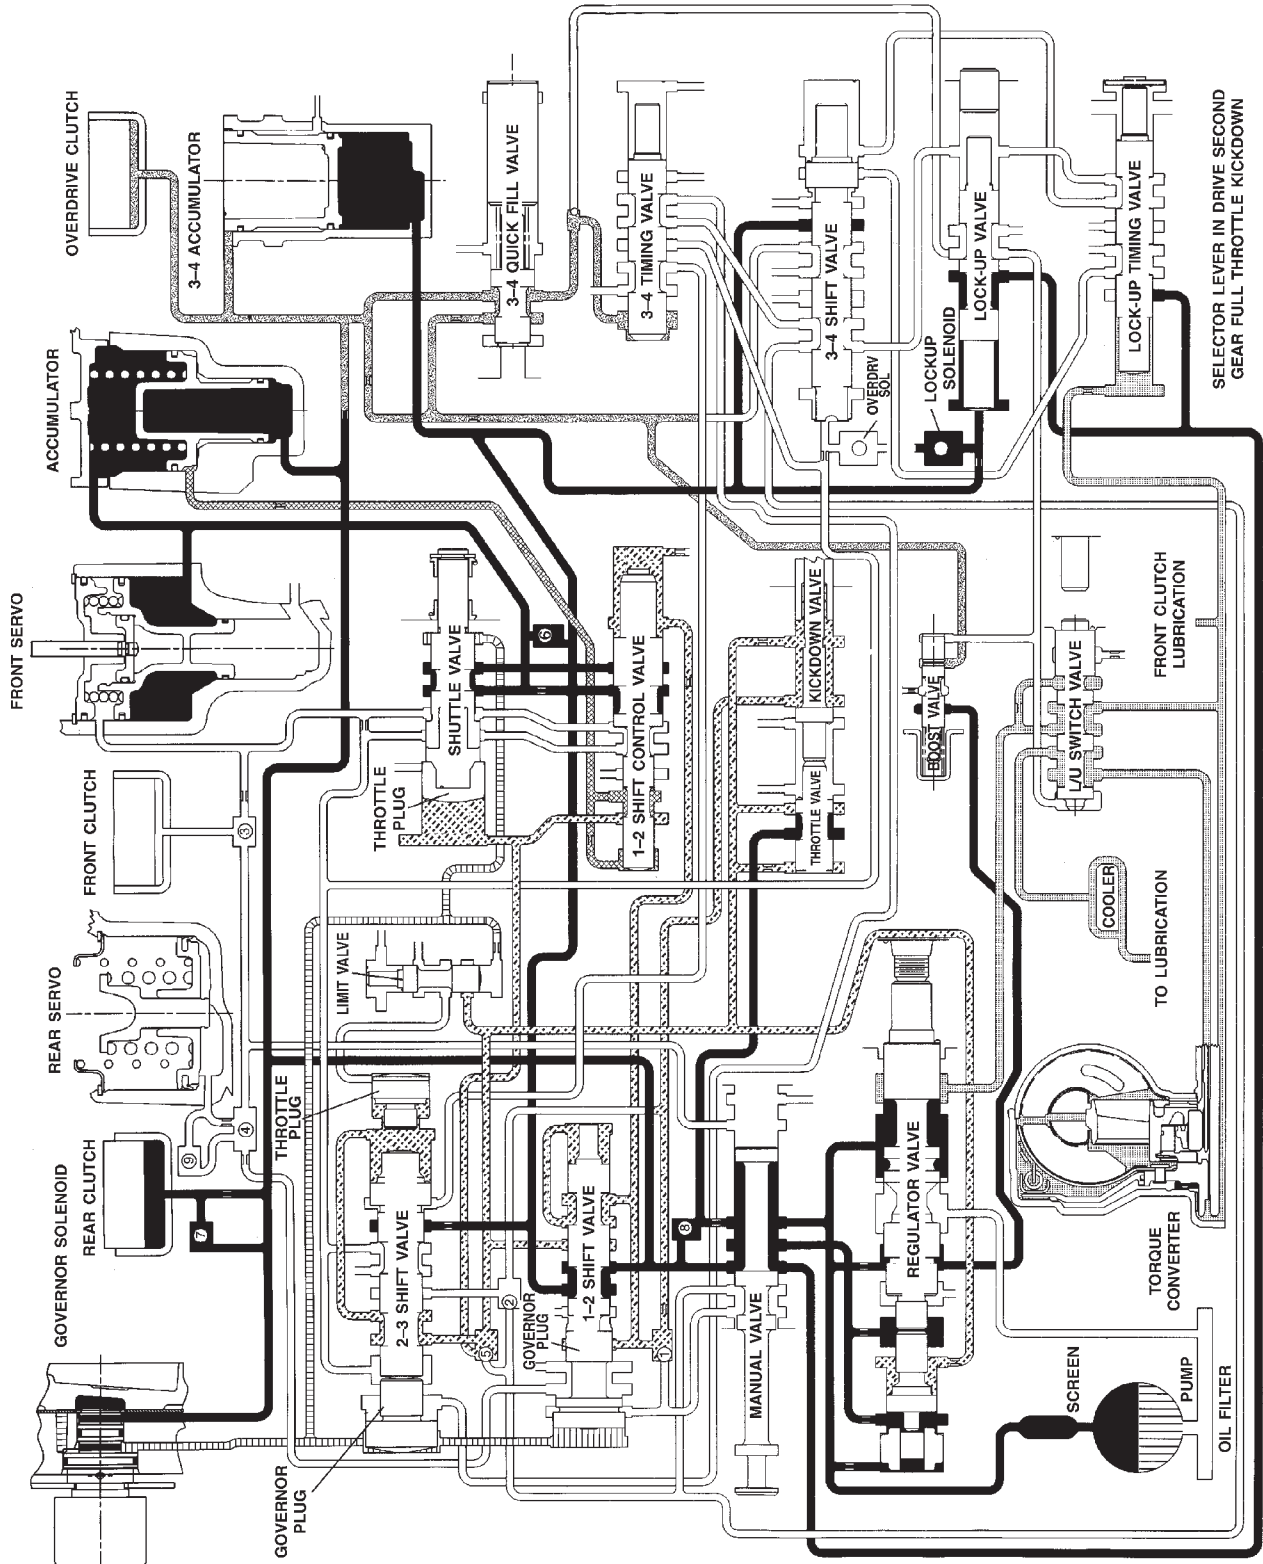 OVERDRIVE CLUTCH
3–4 ACCUMULATOR
3–4 QUICK FILL VALVE
3–4 TIMING VALVE
3–4 SHIFT VALVE
OVERDRV
SOL
LOCK-UP VALVE
LOCKUP
SOLENOID
LOCK-UP TIMING VALVE
SELECTOR LEVER IN DRIVE SECOND
GEAR FULL THROTTLE KICKDOWN
ACCUMULATOR
FRONT SERVO
SHUTTLE VALVE
THROTTLE
PLUG
6
1–2 SHIFT CONTROL VALVE
KICKDOWN VALVE
THROTTLE VALVE
BOOST VALVE
L/U SWITCH VALVE
FRONT CLUTCH
LUBRICATION
FRONT CLUTCH
3
COOLER
TO LUBRICATION
REAR SERVO
LIMIT VALVE
THROTTLE
PLUG
4
9
GOVERNOR SOLENOID
REAR CLUTCH
7
2–3 SHIFT VALVE
5
2
GOVERNOR
PLUG
1–2 SHIFT VALVE
1
8
MANUAL VALVE
REGULATOR VALVE
TORQUE
CONVERTER
GOVERNOR
PLUG
SCREEN
PUMP
OIL FILTER